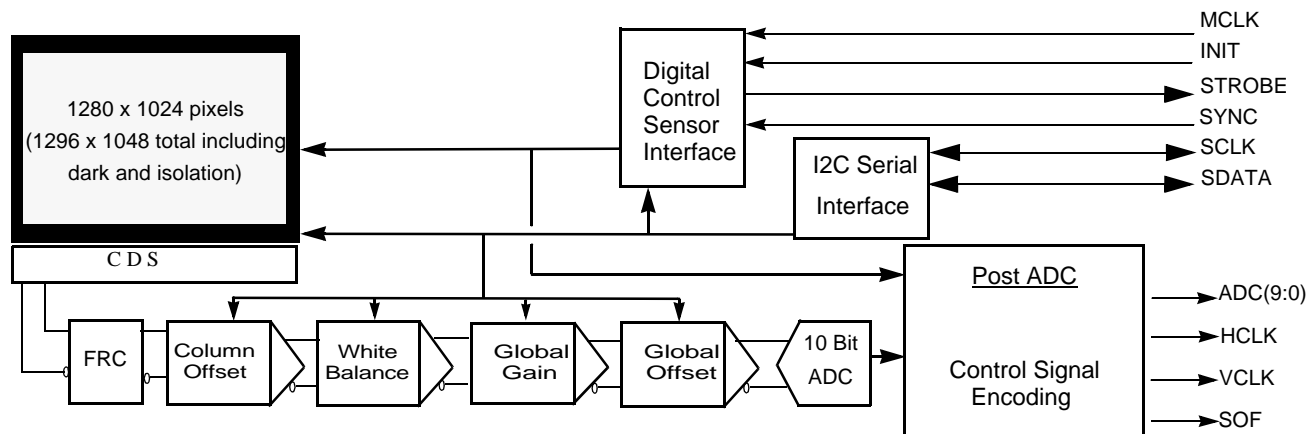 1280 x 1024 pixels
(1296 x 1048 total including
dark and isolation)
C D S
Digital
Control
Sensor
Interface
MCLK
INIT
STROBE
SYNC
SCLK
SDATA
I2C Serial
Interface
FRC
Column
Offset
White
Balance
Global
Gain
Global
Offset
10 Bit
ADC
Post ADC
Control Signal
Encoding
ADC(9:0)
HCLK
VCLK
SOF